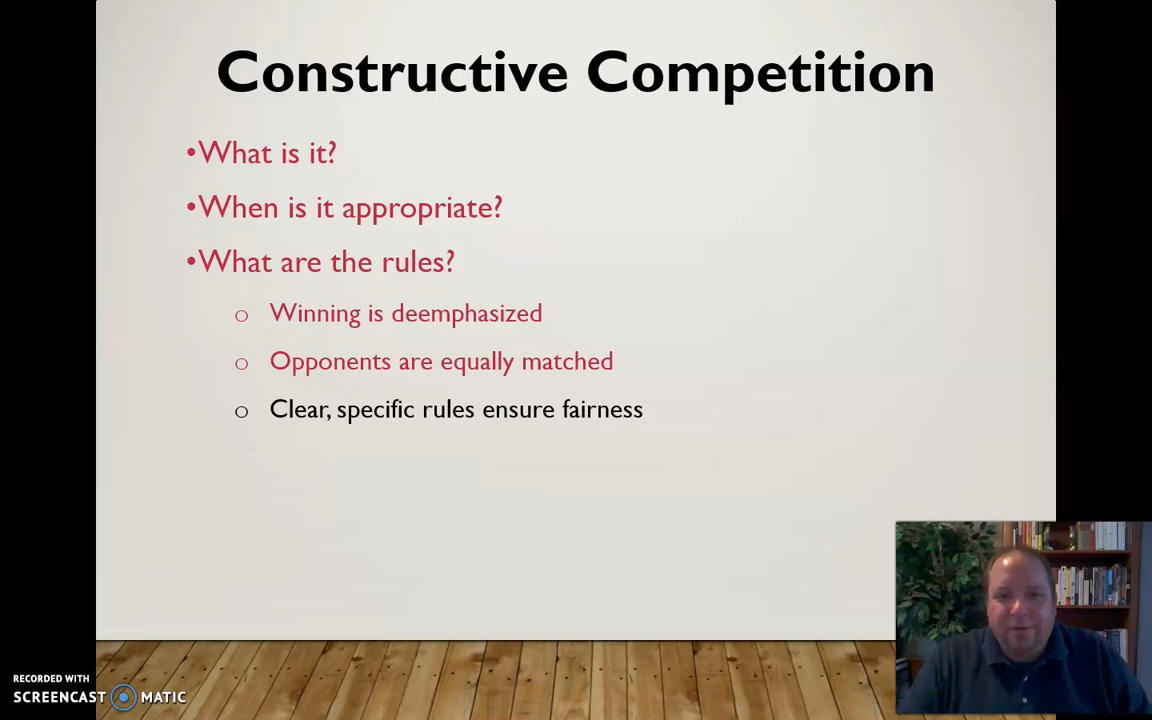 Constructive Competition
•What is it?
•When is it appropriate?
•What are the rules?
o Winning is deemphasized
o Opponents are equally matched
o Clear, specific rules ensure fairness
RECORDED WITH
SCREENCAST MATIC